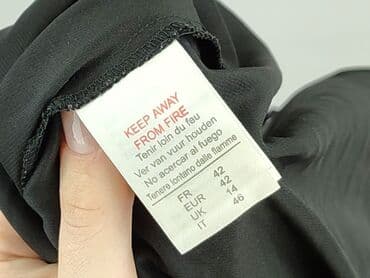 KEEP AWAY
FROM FIRE
Tenir loin du feu
Ver van vuur houden
No acercar al fuego
Tenere lontano dalle fiamme
FR 42
EUR 42
UK 14
IT 46